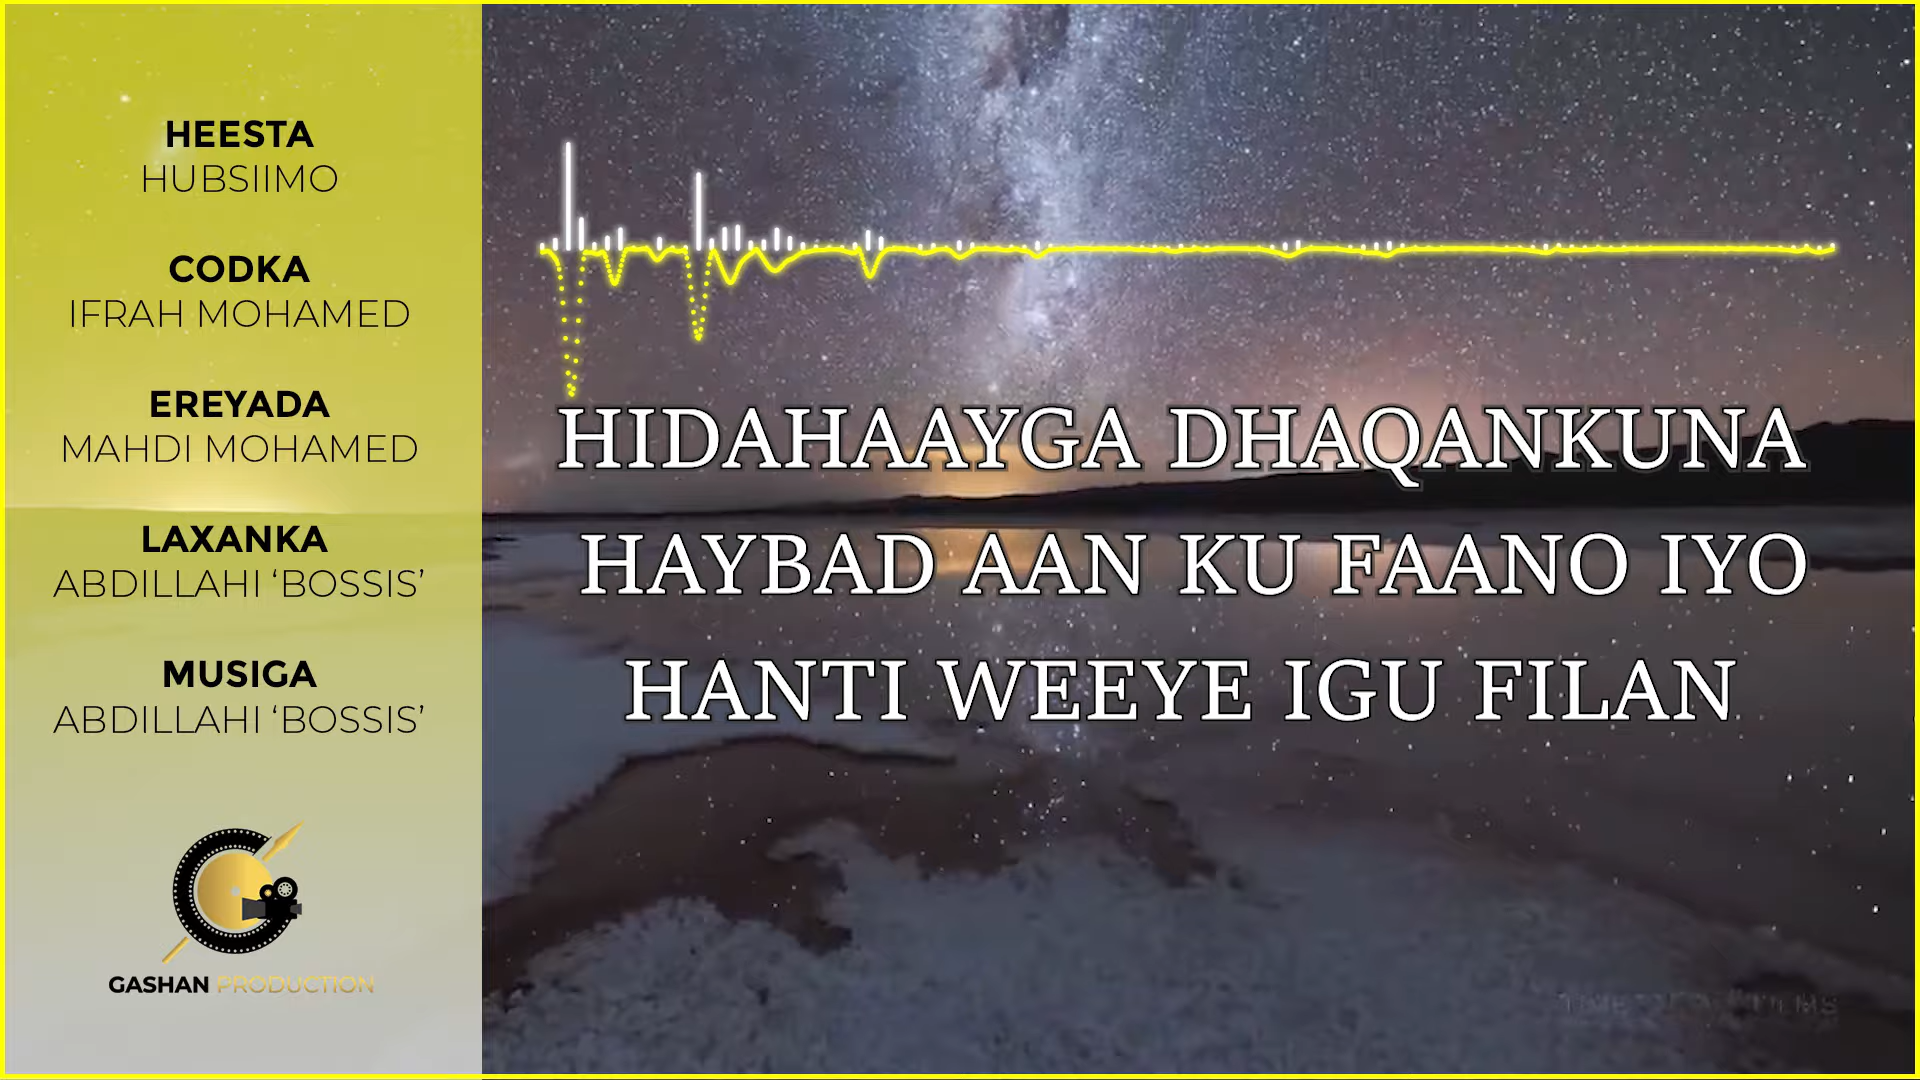 HEESTA
HUBSIIMO
CODKA
IFRAH MOHAMED
EREYADA
MAHDI MOHAMED
LAXANKA
ABDILLAHI ‘BOSSIS’
MUSIGA
ABDILLAHI ‘BOSSIS’
GASHAN PRODUCTION
HIDAHAAYGA DHAQANKUNA
HAYBAD AAN KU FAANO IYO
HANTI WEEYE IGU FILAN